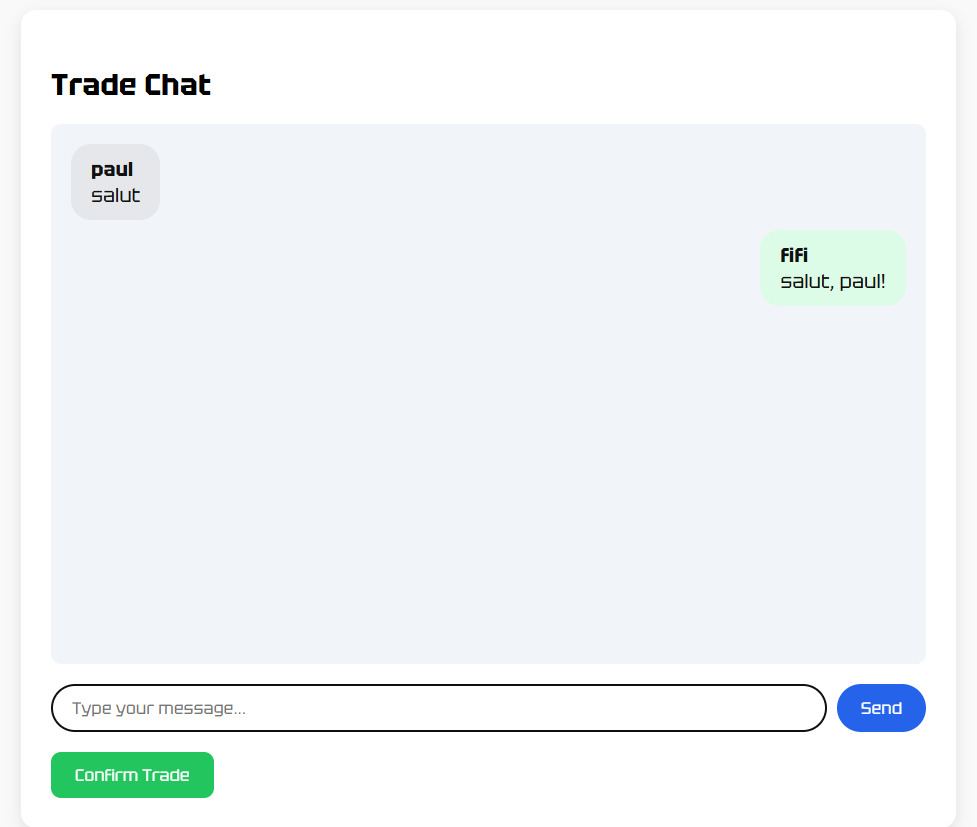 Trade Chat
paul
salut
fifi
salut, paul!
Type your message...
Send
Confirm Trade